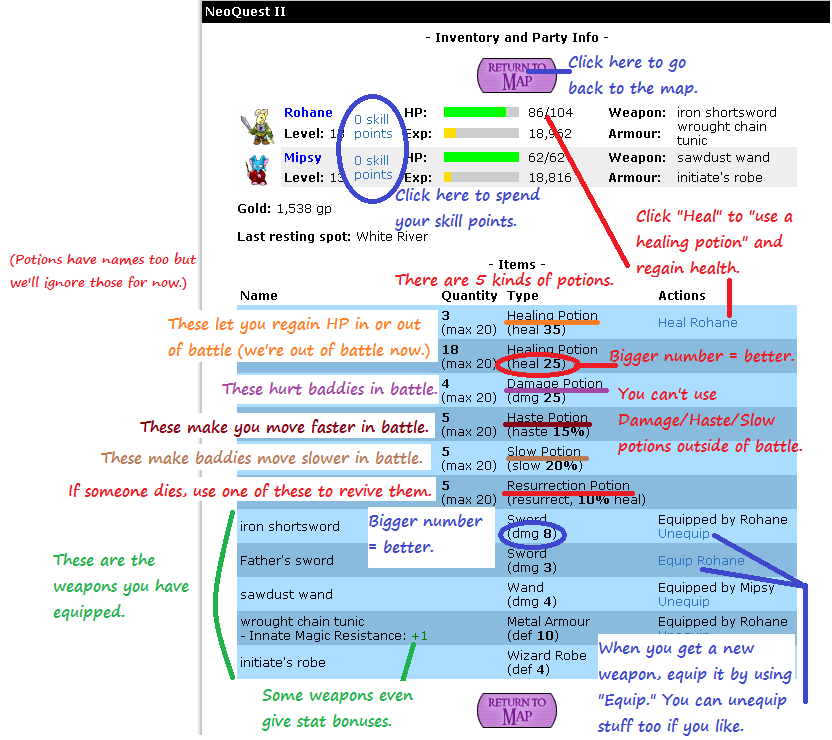 NeoQuest II
- Inventory and Party Info -
RETURN TO
MAP
Click here to go
back to the map.
Rohane
0 skill
points
HP:
86/104
Weapon:
iron shortsword
Level:
Exp:
18,962
Armour:
wrought chain
tunic
Mipsy
0 skill
points
HP:
62/62
Weapon:
sawdust wand
Level:
Exp:
18,816
Armour:
initiate's robe
Click here to spend
your skill points.
Gold: 1,538 gp
Last resting spot: White River
Click "Heal" to "use a
healing potion" and
regain health.
(Potions have names too but
we'll ignore those for now.)
- Items -
There are 5 kinds of potions.
Name
Quantity
Type
Actions
These let you regain HP in or out
of battle (we're out of battle now.)
3
(max 20)
Healing Potion
(heal 35)
Heal Rohane
18
(max 20)
Healing Potion
(heal 25)
Bigger number = better.
These hurt baddies in battle.
4
(max 20)
Damage Potion
(dmg 25)
You can't use
Damage/Haste/Slow
potions outside of battle.
These make you move faster in battle.
5
(max 20)
Haste Potion
(haste 15%)
These make baddies move slower in battle.
5
(max 20)
Slow Potion
(slow 20%)
If someone dies, use one of these to revive them.
5
(max 20)
Resurrection Potion
(resurrect, 10% heal)
These are the
weapons you have
equipped.
iron shortsword
Bigger number
= better.
Sword
(dmg 8)
Equipped by Rohane
Unequip
Father's sword
Sword
(dmg 3)
Equip Rohane
sawdust wand
Wand
(dmg 4)
Equipped by Mipsy
Unequip
wrought chain tunic
- Innate Magic Resistance: +1
Metal Armour
(def 10)
Equipped by Rohane
initiate's robe
Wizard Robe
(def 4)
When you get a new
weapon, equip it by using
"Equip." You can unequip
stuff too if you like.
Some weapons even
give stat bonuses.
RETURN TO
MAP